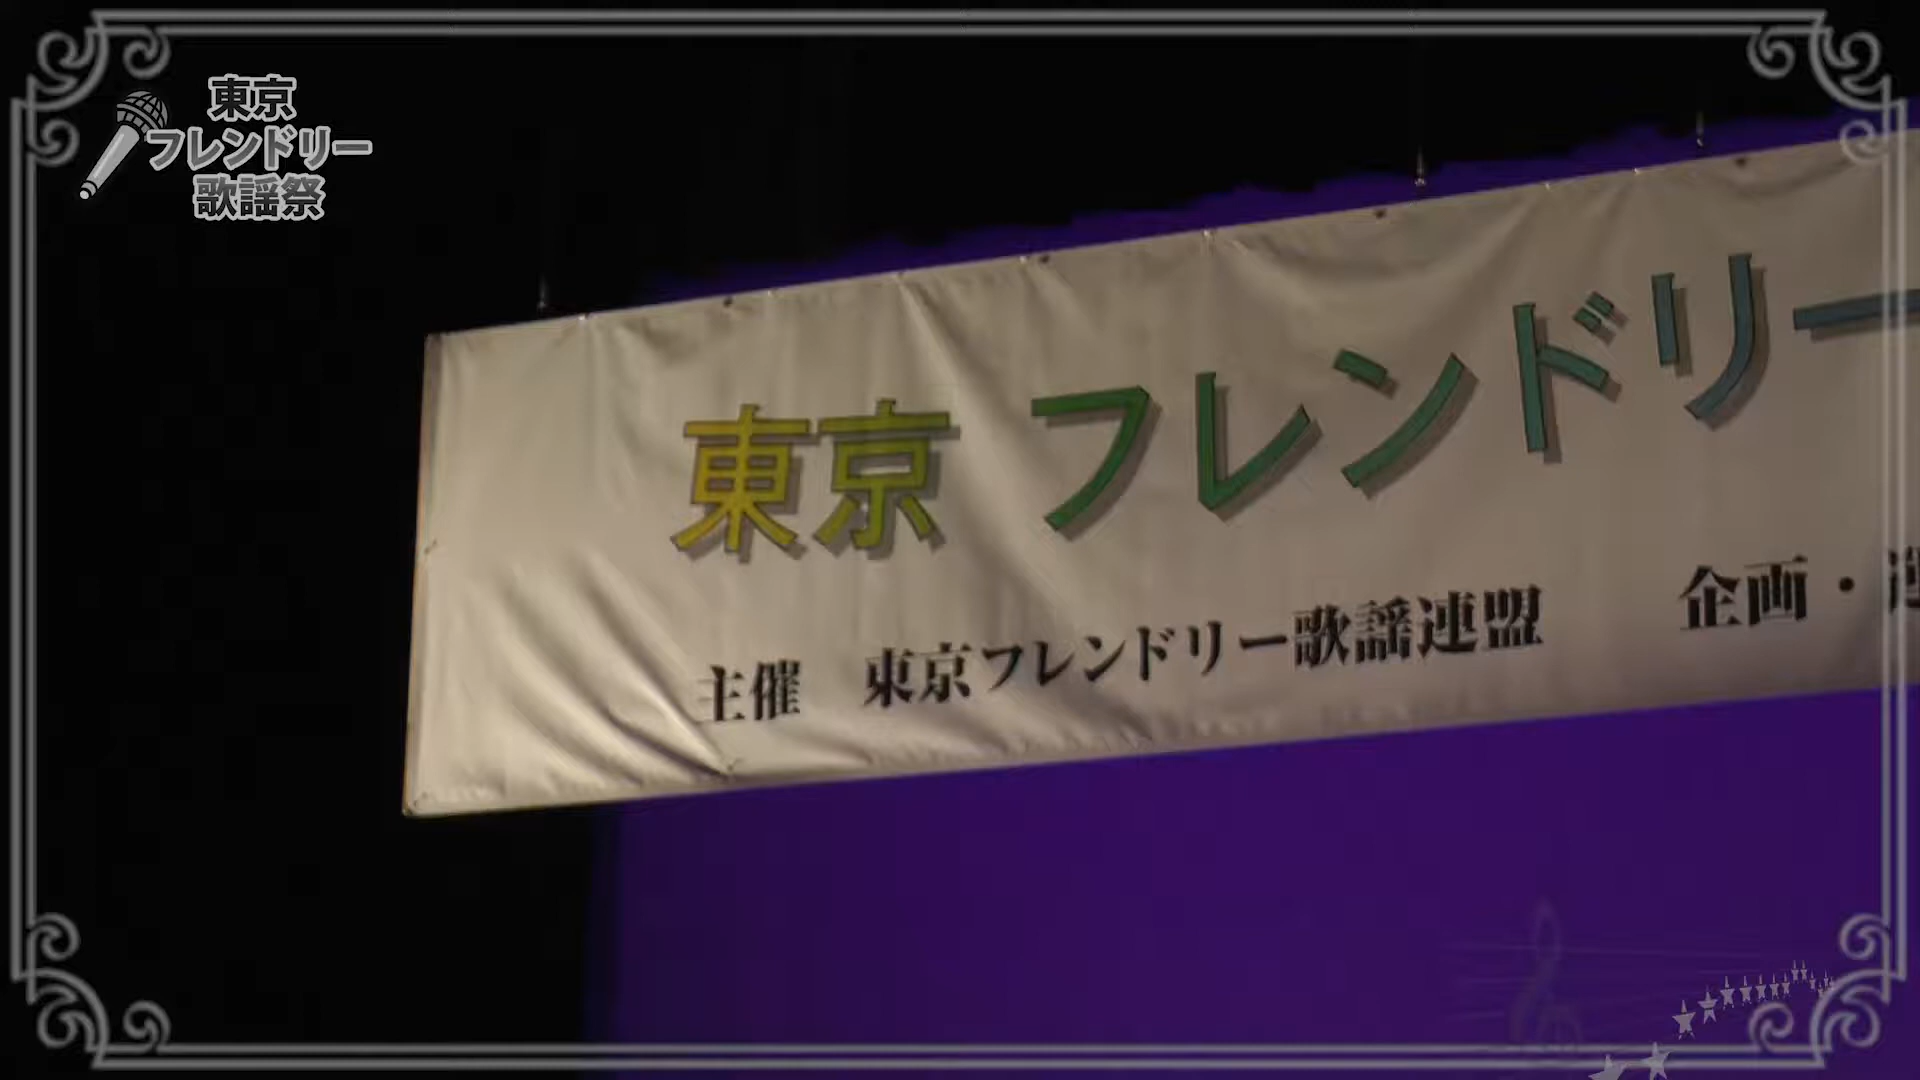 東京
フレンドリー
歌謡祭
東京 フレンドリー
主催 東京フレンドリー歌謡連盟 企画・